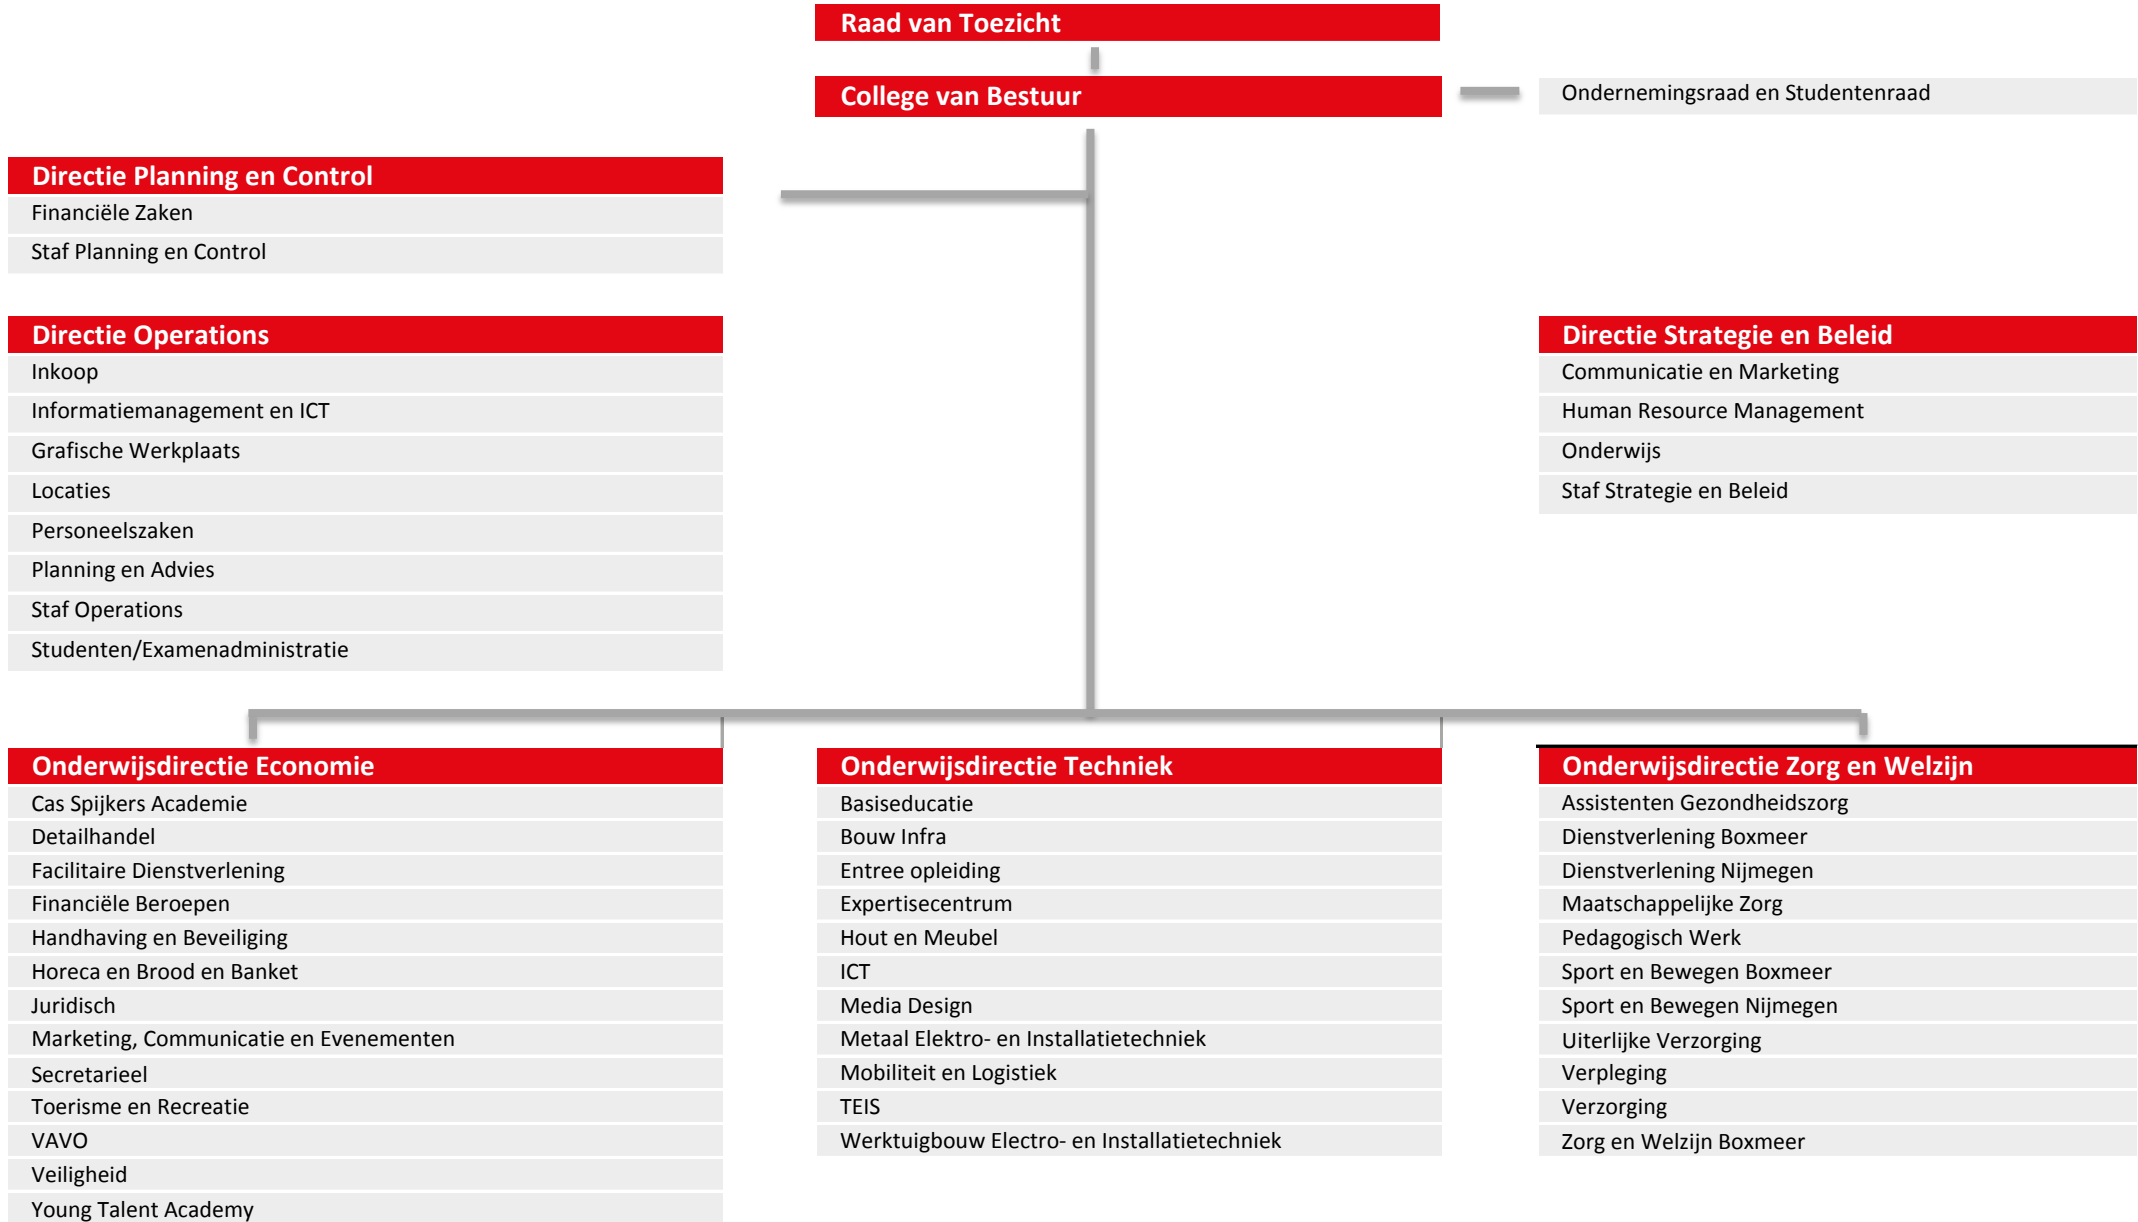 Raad van Toezicht
College van Bestuur
Ondernemingsraad en Studentenraad
Directie Planning en Control
Financiële Zaken
Staf Planning en Control
Directie Operations
Inkoop
Informatiemanagement en ICT
Grafische Werkplaats
Locaties
Personeelszaken
Planning en Advies
Staf Operations
Studenten/Examenadministratie
Directie Strategie en Beleid
Communicatie en Marketing
Human Resource Management
Onderwijs
Staf Strategie en Beleid
Onderwijsdirectie Economie
Cas Spijkers Academie
Detailhandel
Facilitaire Dienstverlening
Financiële Beroepen
Handhaving en Beveiliging
Horeca en Brood en Banket
Juridisch
Marketing, Communicatie en Evenementen
Secretarieel
Toerisme en Recreatie
VAVO
Veiligheid
Young Talent Academy
Onderwijsdirectie Techniek
Basiseducatie
Bouw Infra
Entree opleiding
Expertisecentrum
Hout en Meubel
ICT
Media Design
Metaal Elektro- en Installatietechniek
Mobiliteit en Logistiek
TEIS
Werktuigbouw Electro- en Installatietechniek
Onderwijsdirectie Zorg en Welzijn
Assistenten Gezondheidszorg
Dienstverlening Boxmeer
Dienstverlening Nijmegen
Maatschappelijke Zorg
Pedagogisch Werk
Sport en Bewegen Boxmeer
Sport en Bewegen Nijmegen
Uiterlijke Verzorging
Verpleging
Verzorging
Zorg en Welzijn Boxmeer